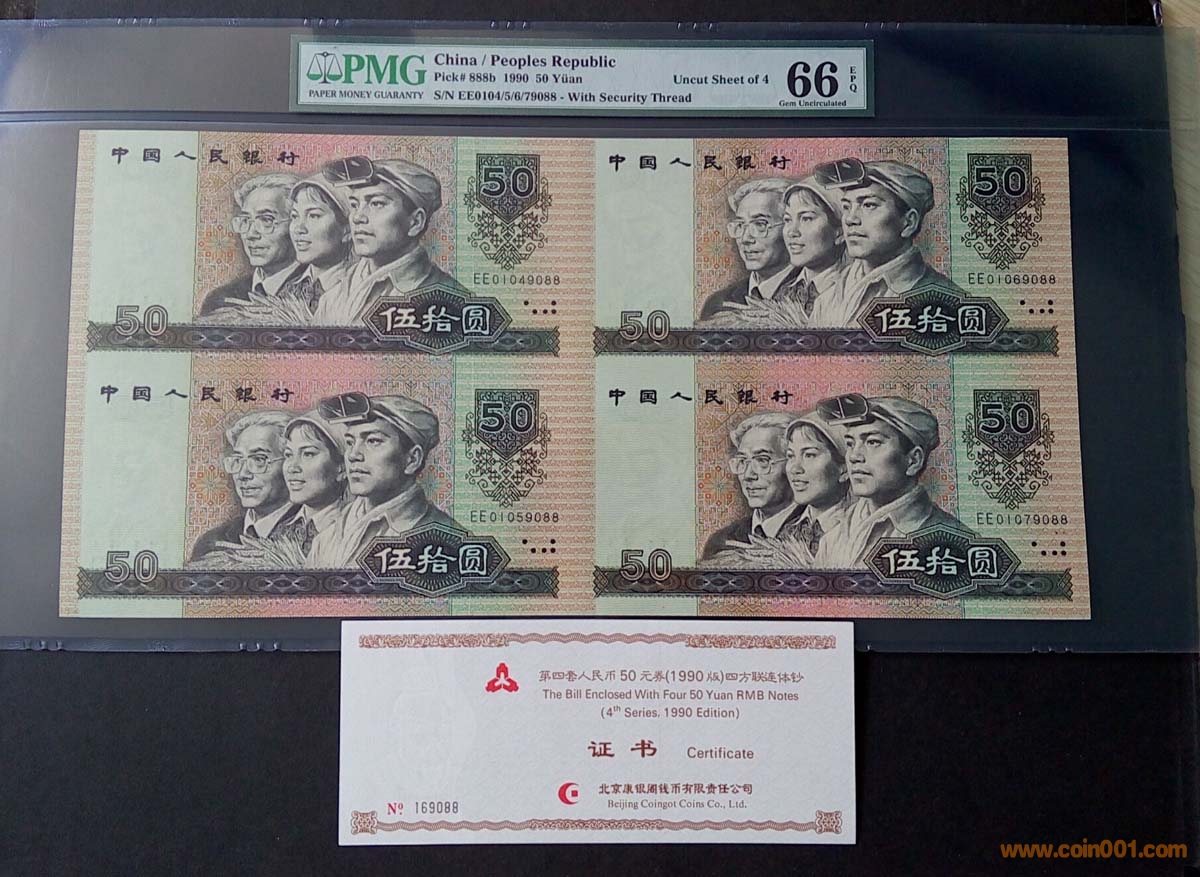 PMG
PAPER MONEY GUARANTY
China / Peoples Republic
Pick# 888b 1990 50 Yüan
Uncut Sheet of 4
S/N EE0104/5/6/79088 - With Security Thread
66
EPQ
Gem Uncirculated
中国人民银行
50
EE01049088
50
伍拾圆
中国人民银行
50
EE01069088
50
伍拾圆
中国人民银行
50
EE01059088
50
伍拾圆
中国人民银行
50
EE01079088
50
伍拾圆
第四套人民币50元券(1990版)四方联连体钞
The Bill Enclosed With Four 50 Yuan RMB Notes
(4th Series, 1990 Edition)
证书 Certificate
北京康银阁钱币有限责任公司
Beijing Coingot Coins Co., Ltd.
No. 169088
www.coin001.com